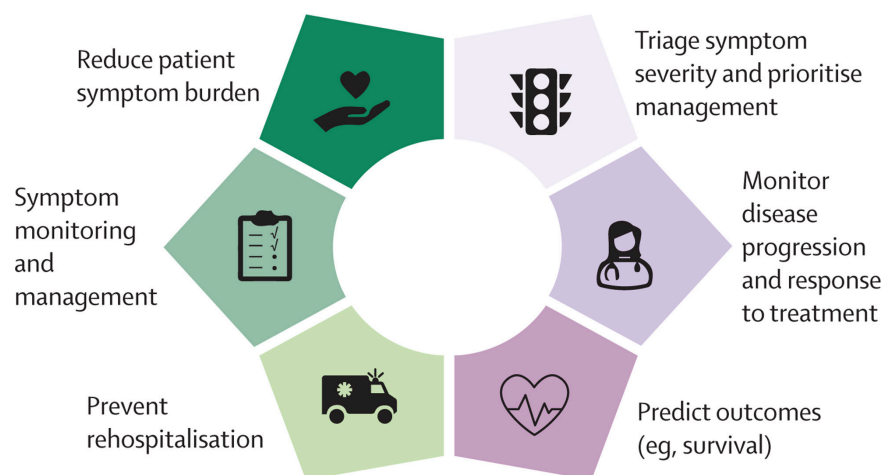 Reduce patient
symptom burden
Triage symptom
severity and prioritise
management
Symptom
monitoring
and
management
Monitor
disease
progression
and response
to treatment
Prevent
rehospitalisation
Predict outcomes
(eg, survival)